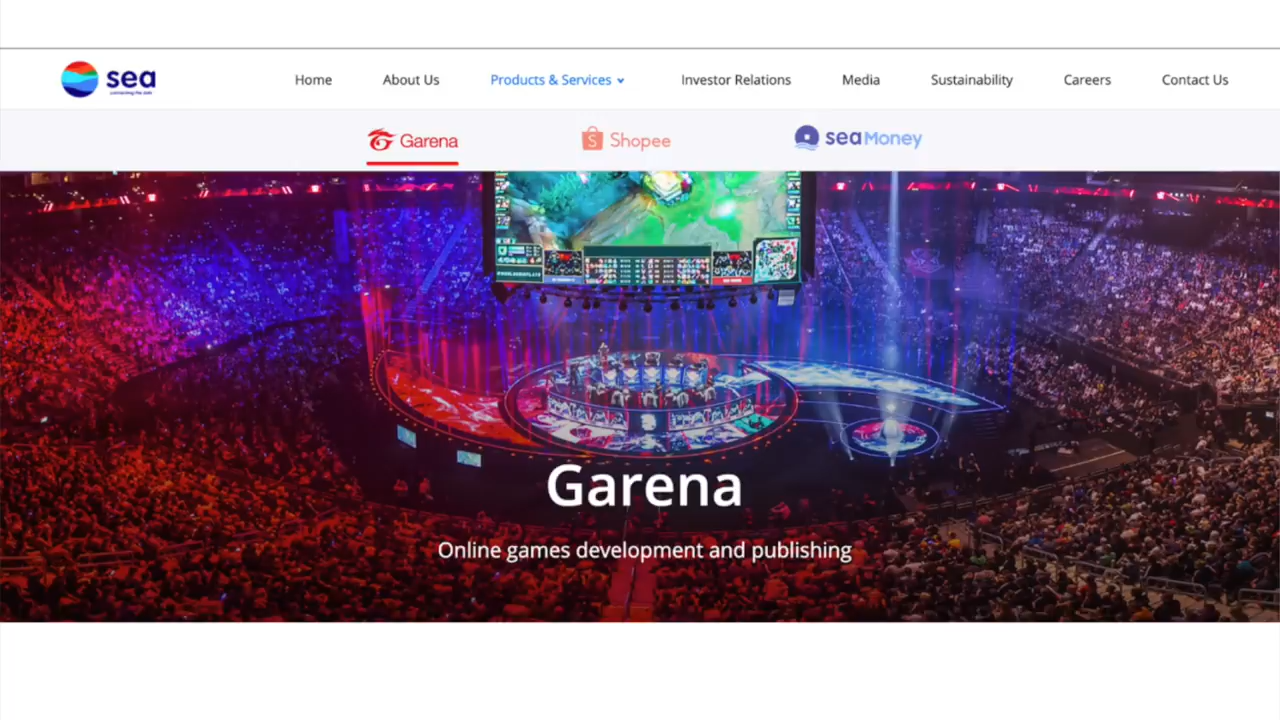 sea
Home
About Us
Products & Services
Investor Relations
Media
Sustainability
Careers
Contact Us
Garena
Shopee
seaMoney
Garena
Online games development and publishing